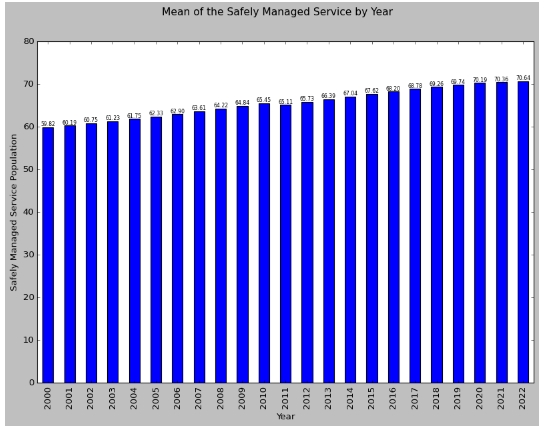 Mean of the Safely Managed Service by Year
Safely Managed Service Population
80
70
60
50
40
30
20
10
0
59.82 60.19 60.75 61.23 61.75 62.33 62.90 63.61 64.22 64.84 65.45 65.11 65.73 66.39 67.04 67.62 68.20 68.78 69.26 69.74 70.19 70.36 70.64
2000 2001 2002 2003 2004 2005 2006 2007 2008 2009 2010 2011 2012 2013 2014 2015 2016 2017 2018 2019 2020 2021 2022
Year